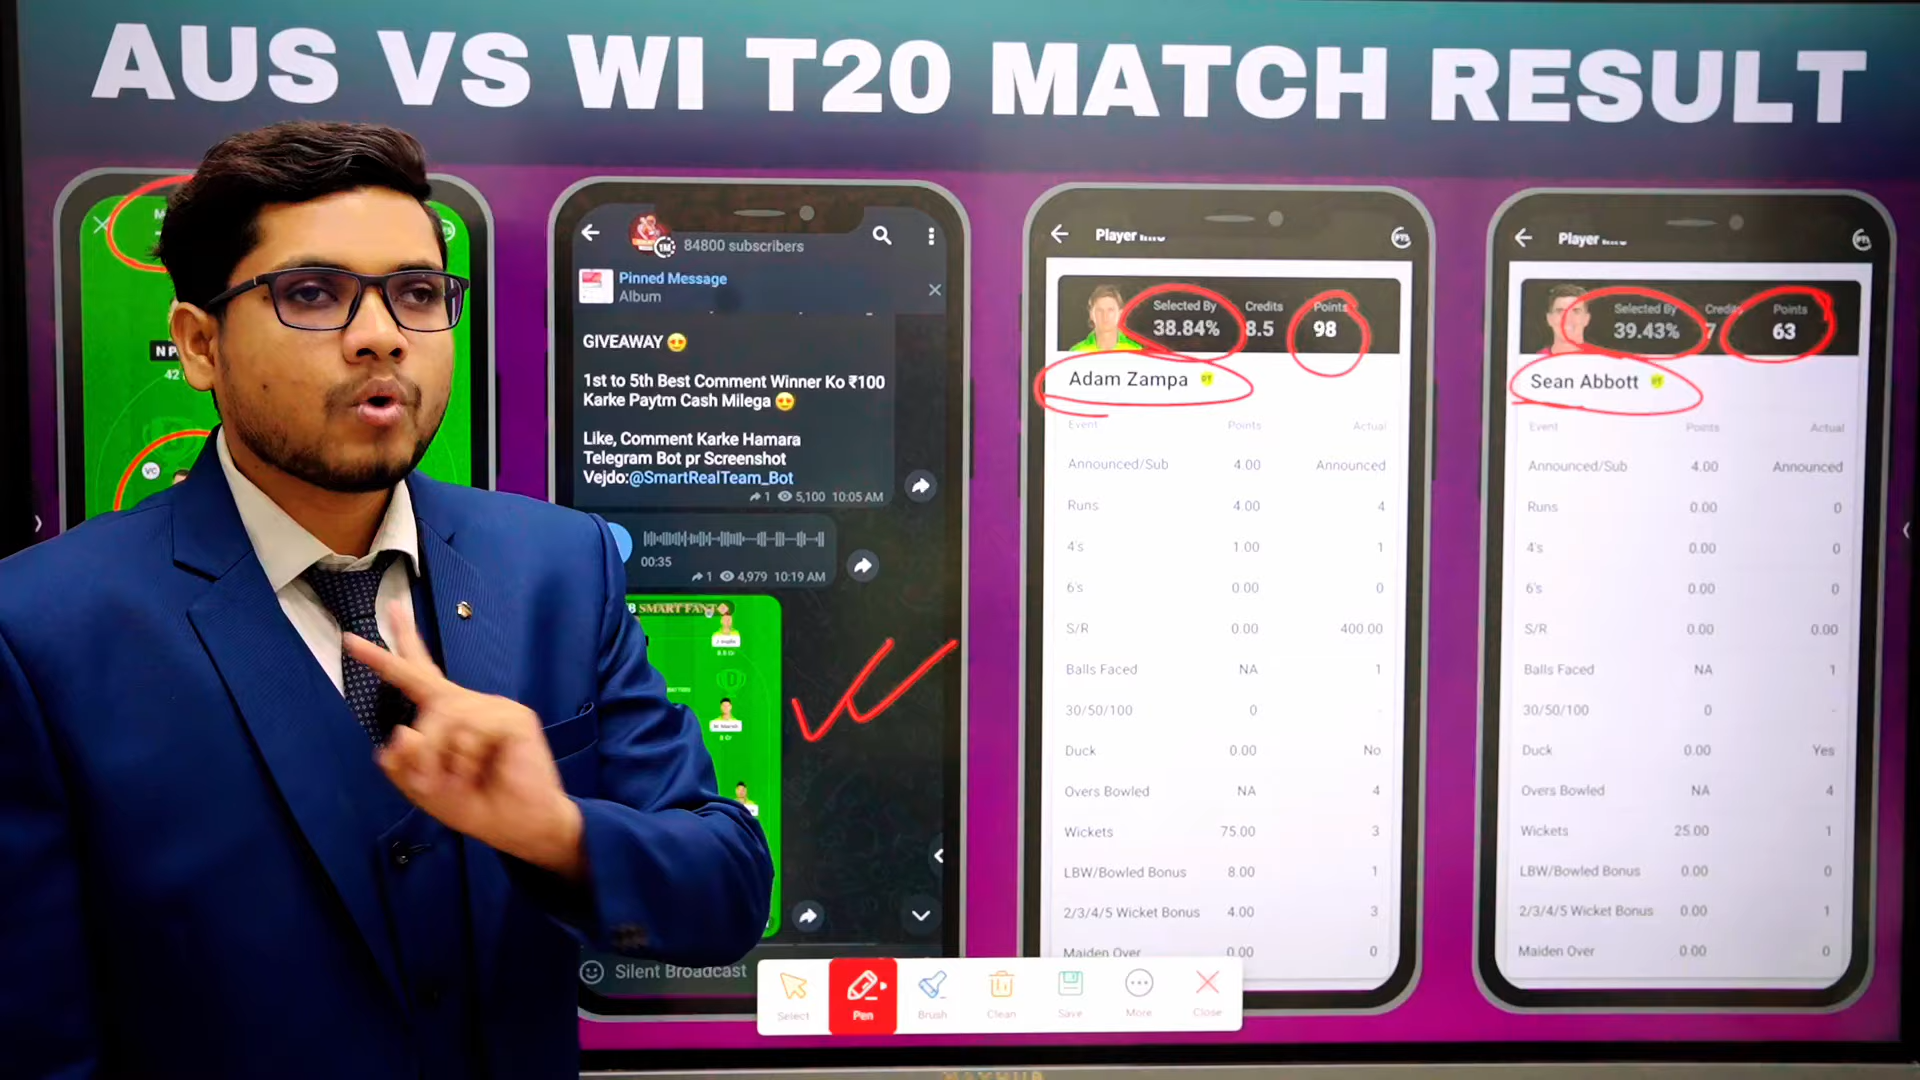 AUS VS WI T20 MATCH RESULT
84800 subscribers
Pinned Message
Album
GIVEAWAY 😍
1st to 5th Best Comment Winner Ko ₹100
Karke Paytm Cash Milega 😍
Like, Comment Karke Hamara
Telegram Bot pr Screenshot
Vejdo:@SmartRealTeam_Bot
1 5,100 10:05 AM
00:35
1 4,979 10:19 AM
SMART
Silent Broadcast
Player
PTS
Selected By Credits Points
38.84% 8.5 98
Adam Zampa
Event Points Actual
Announced/Sub 4.00 Announced
Runs 4.00 4
4's 1.00 1
6's 0.00 0
S/R 0.00 400.00
Balls Faced NA 1
30/50/100 0 -
Duck 0.00 No
Overs Bowled NA 4
Wickets 75.00 3
LBW/Bowled Bonus 8.00 1
2/3/4/5 Wicket Bonus 4.00 3
Maiden Over 0.00 0
Player
PTS
Selected By Credits Points
39.43% 7 63
Sean Abbott
Event Points Actual
Announced/Sub 4.00 Announced
Runs 0.00 0
4's 0.00 0
6's 0.00 0
S/R 0.00 0.00
Balls Faced NA 1
30/50/100 0 -
Duck 0.00 Yes
Overs Bowled NA 4
Wickets 25.00 1
LBW/Bowled Bonus 0.00 0
2/3/4/5 Wicket Bonus 0.00 1
Maiden Over 0.00 0
VC
Select Pen Brush Clean Save More Close